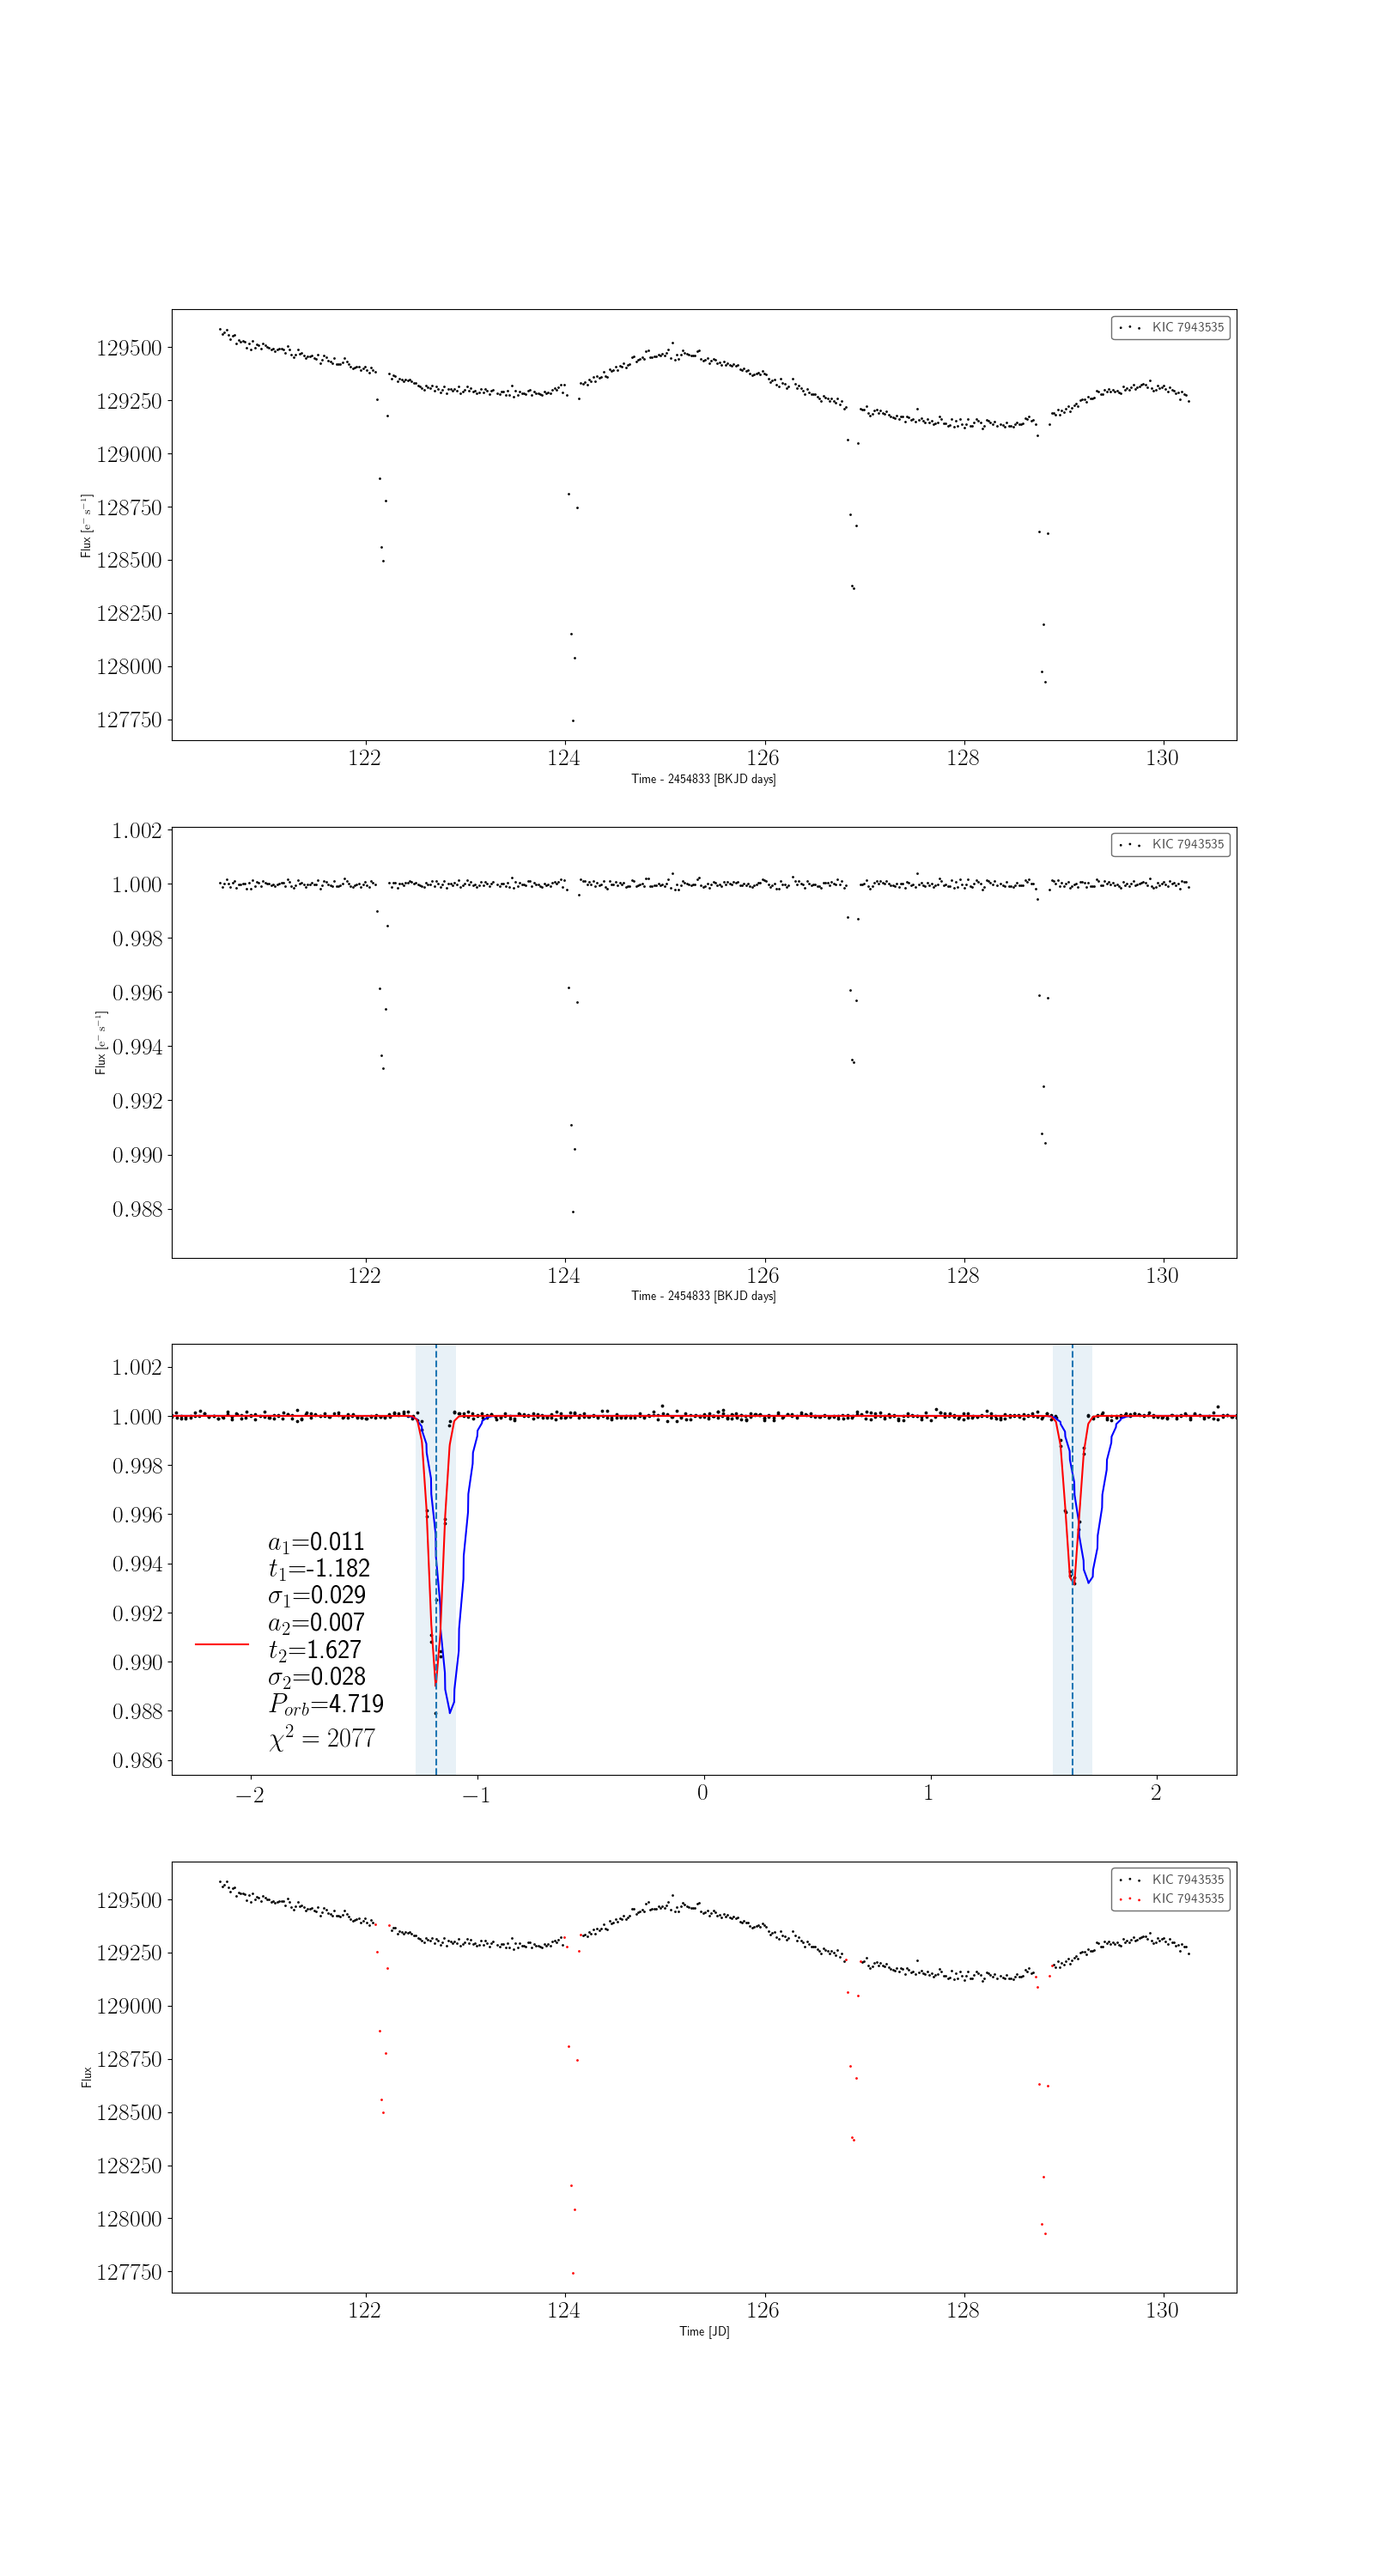 KIC 7943535
129500
129250
129000
128750
128500
128250
128000
127750
Flux [e⁻ s⁻¹]
122 124 126 128 130
Time - 2454833 [BKJD days]
KIC 7943535
1.002
1.000
0.998
0.996
0.994
0.992
0.990
0.988
Flux [e⁻ s⁻¹]
122 124 126 128 130
Time - 2454833 [BKJD days]
1.002
1.000
0.998
0.996
0.994
0.992
0.990
0.988
0.986
a₁=0.011
t₁=-1.182
σ₁=0.029
a₂=0.007
t₂=1.627
σ₂=0.028
P_orb=4.719
χ² = 2077
−2 −1 0 1 2
KIC 7943535
KIC 7943535
129500
129250
129000
128750
128500
128250
128000
127750
Flux
122 124 126 128 130
Time [JD]